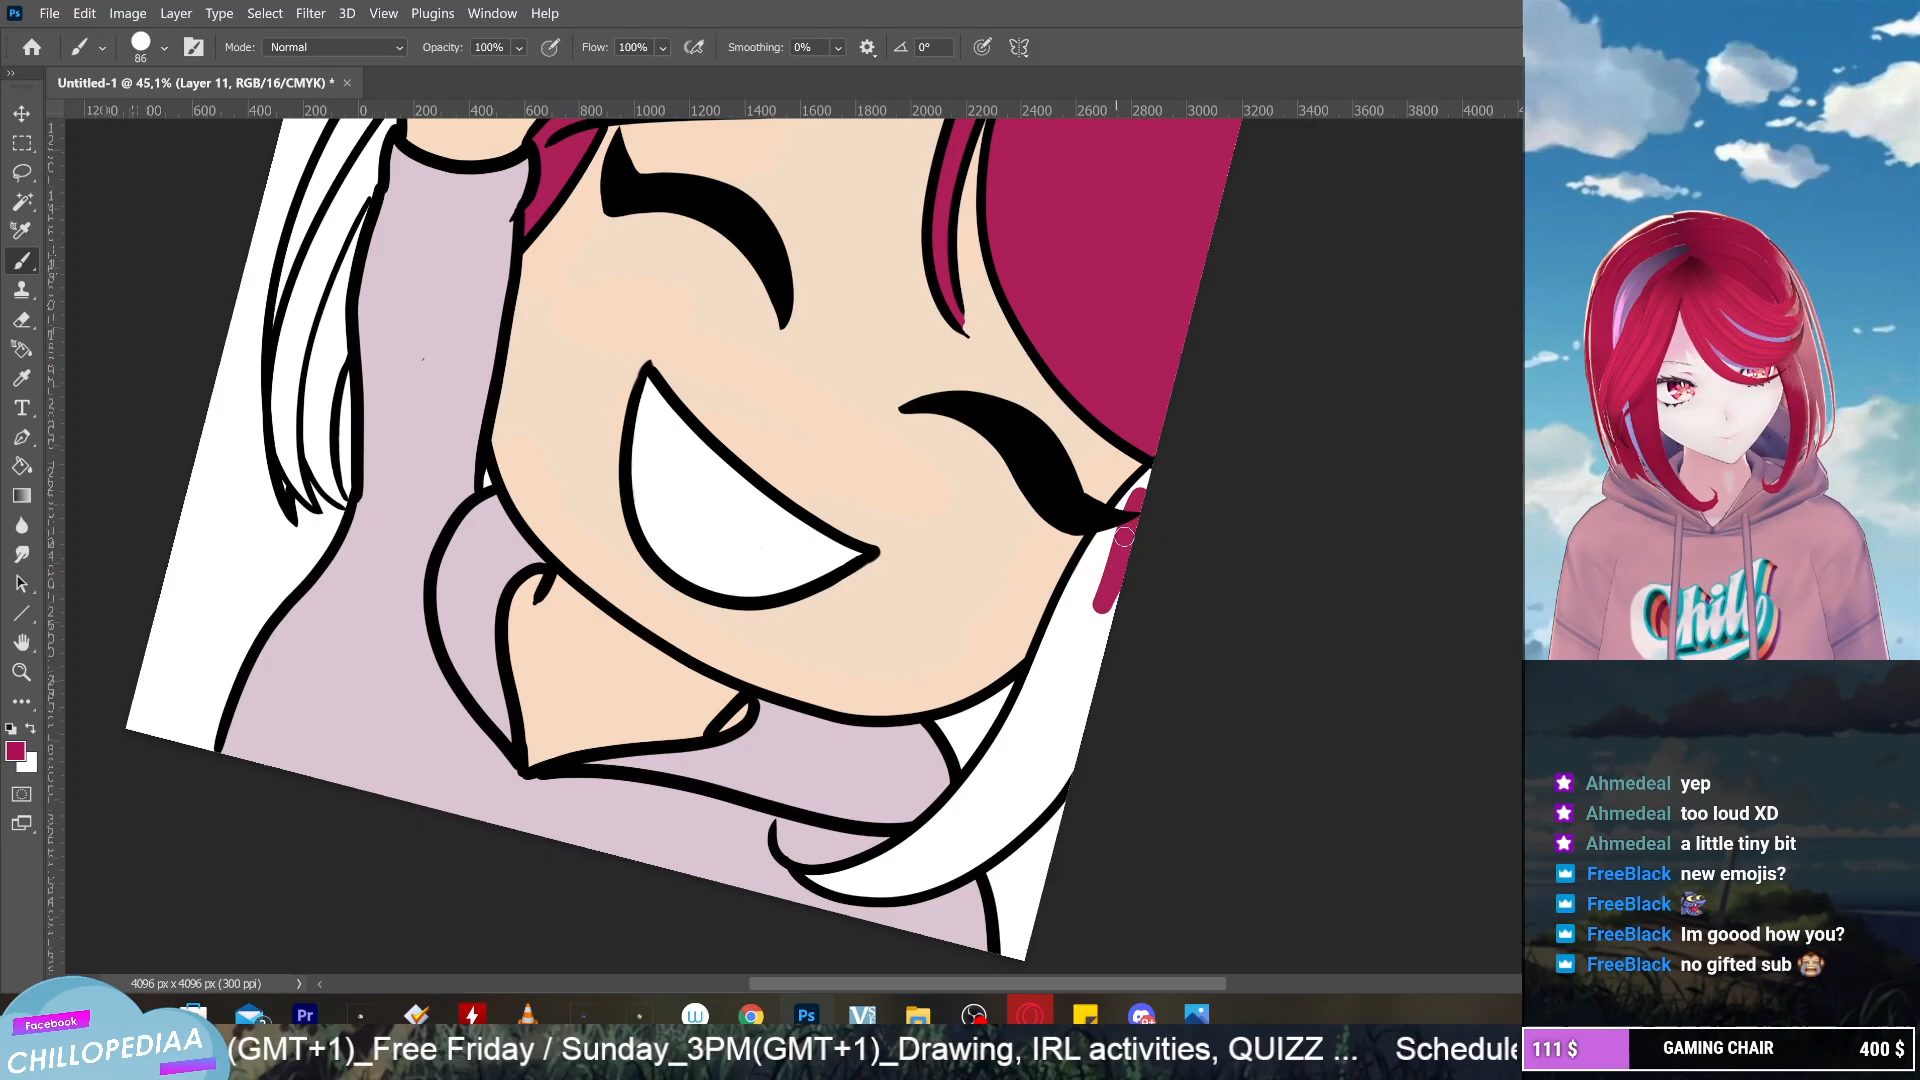 File Edit Image Layer Type Select Filter 3D View Plugins Window Help
86 Mode: Normal Opacity: 100% Flow: 100% Smoothing: 0% 0°
Untitled-1 @ 45,1% (Layer 11, RGB/16/CMYK) * ×
600 400 200 0 200 400 600 800 1000 1200 1400 1600 1800 2000 2200 2400 2600 2800 3000 3200 3400 3600 3800 4000
Chill
Ahmedeal yep
Ahmedeal too loud XD
Ahmedeal a little tiny bit
FreeBlack new emojis?
FreeBlack
FreeBlack Im goood how you?
FreeBlack no gifted sub
4096 px x 4096 px (300 ppi)
Pr Ps
Facebook
CHILLOPEDIAA
(GMT+1)_Free Friday / Sunday_3PM(GMT+1)_Drawing, IRL activities, QUIZZ ... Schedule
111 $ GAMING CHAIR 400 $